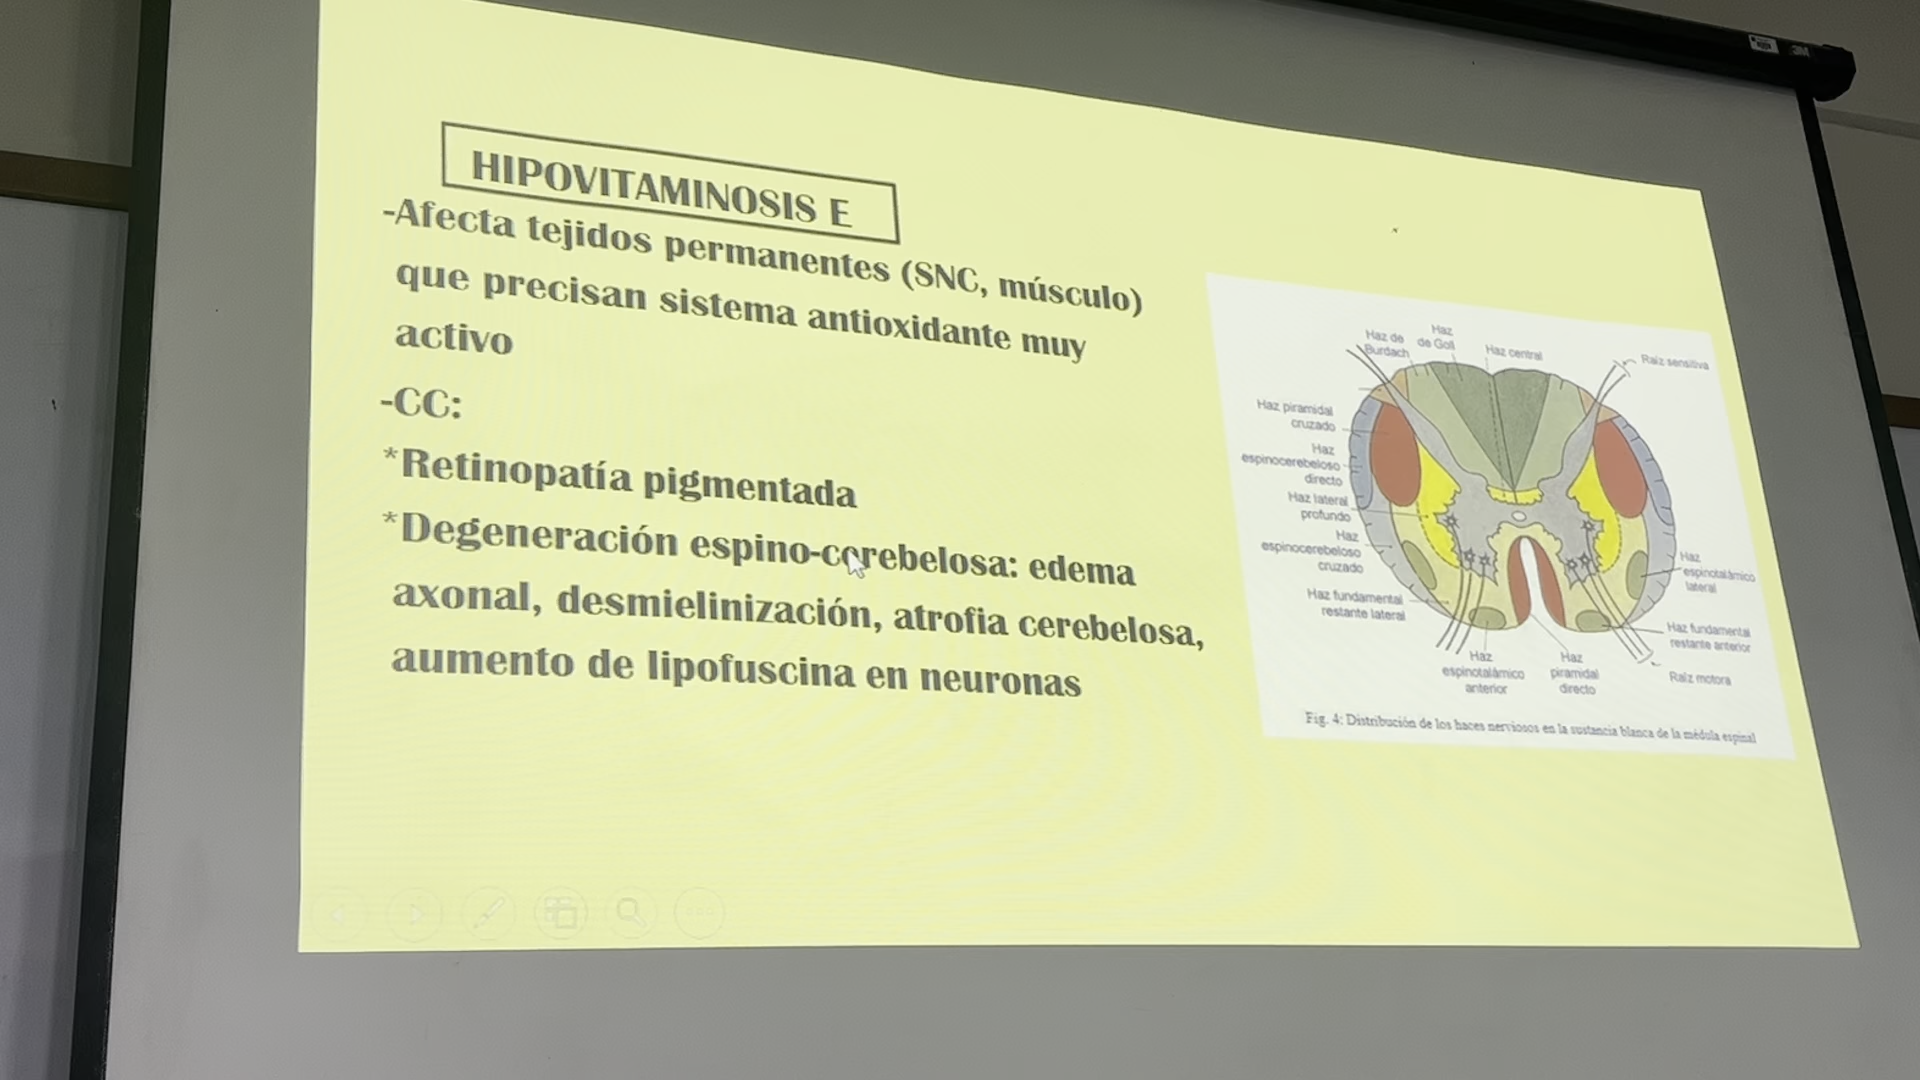 HIPOVITAMINOSIS E
-Afecta tejidos permanentes (SNC, músculo)
que precisan sistema antioxidante muy
activo
-CC:
*Retinopatía pigmentada
*Degeneración espino-cerebelosa: edema
axonal, desmielinización, atrofia cerebelosa,
aumento de lipofuscina en neuronas
Haz de
Burdach
Haz
de Goll
Haz central
Raíz sensitiva
Haz piramidal
cruzado
Haz
espinocerebeloso
directo
Haz lateral
profundo
Haz
espinocerebeloso
cruzado
Haz fundamental
restante lateral
Haz
espinotalámico
anterior
Haz
piramidal
directo
Haz
espinotalámico
lateral
Haz fundamental
restante anterior
Raíz motora
Fig. 4: Distribución de los haces nerviosos en la sustancia blanca de la médula espinal
3M